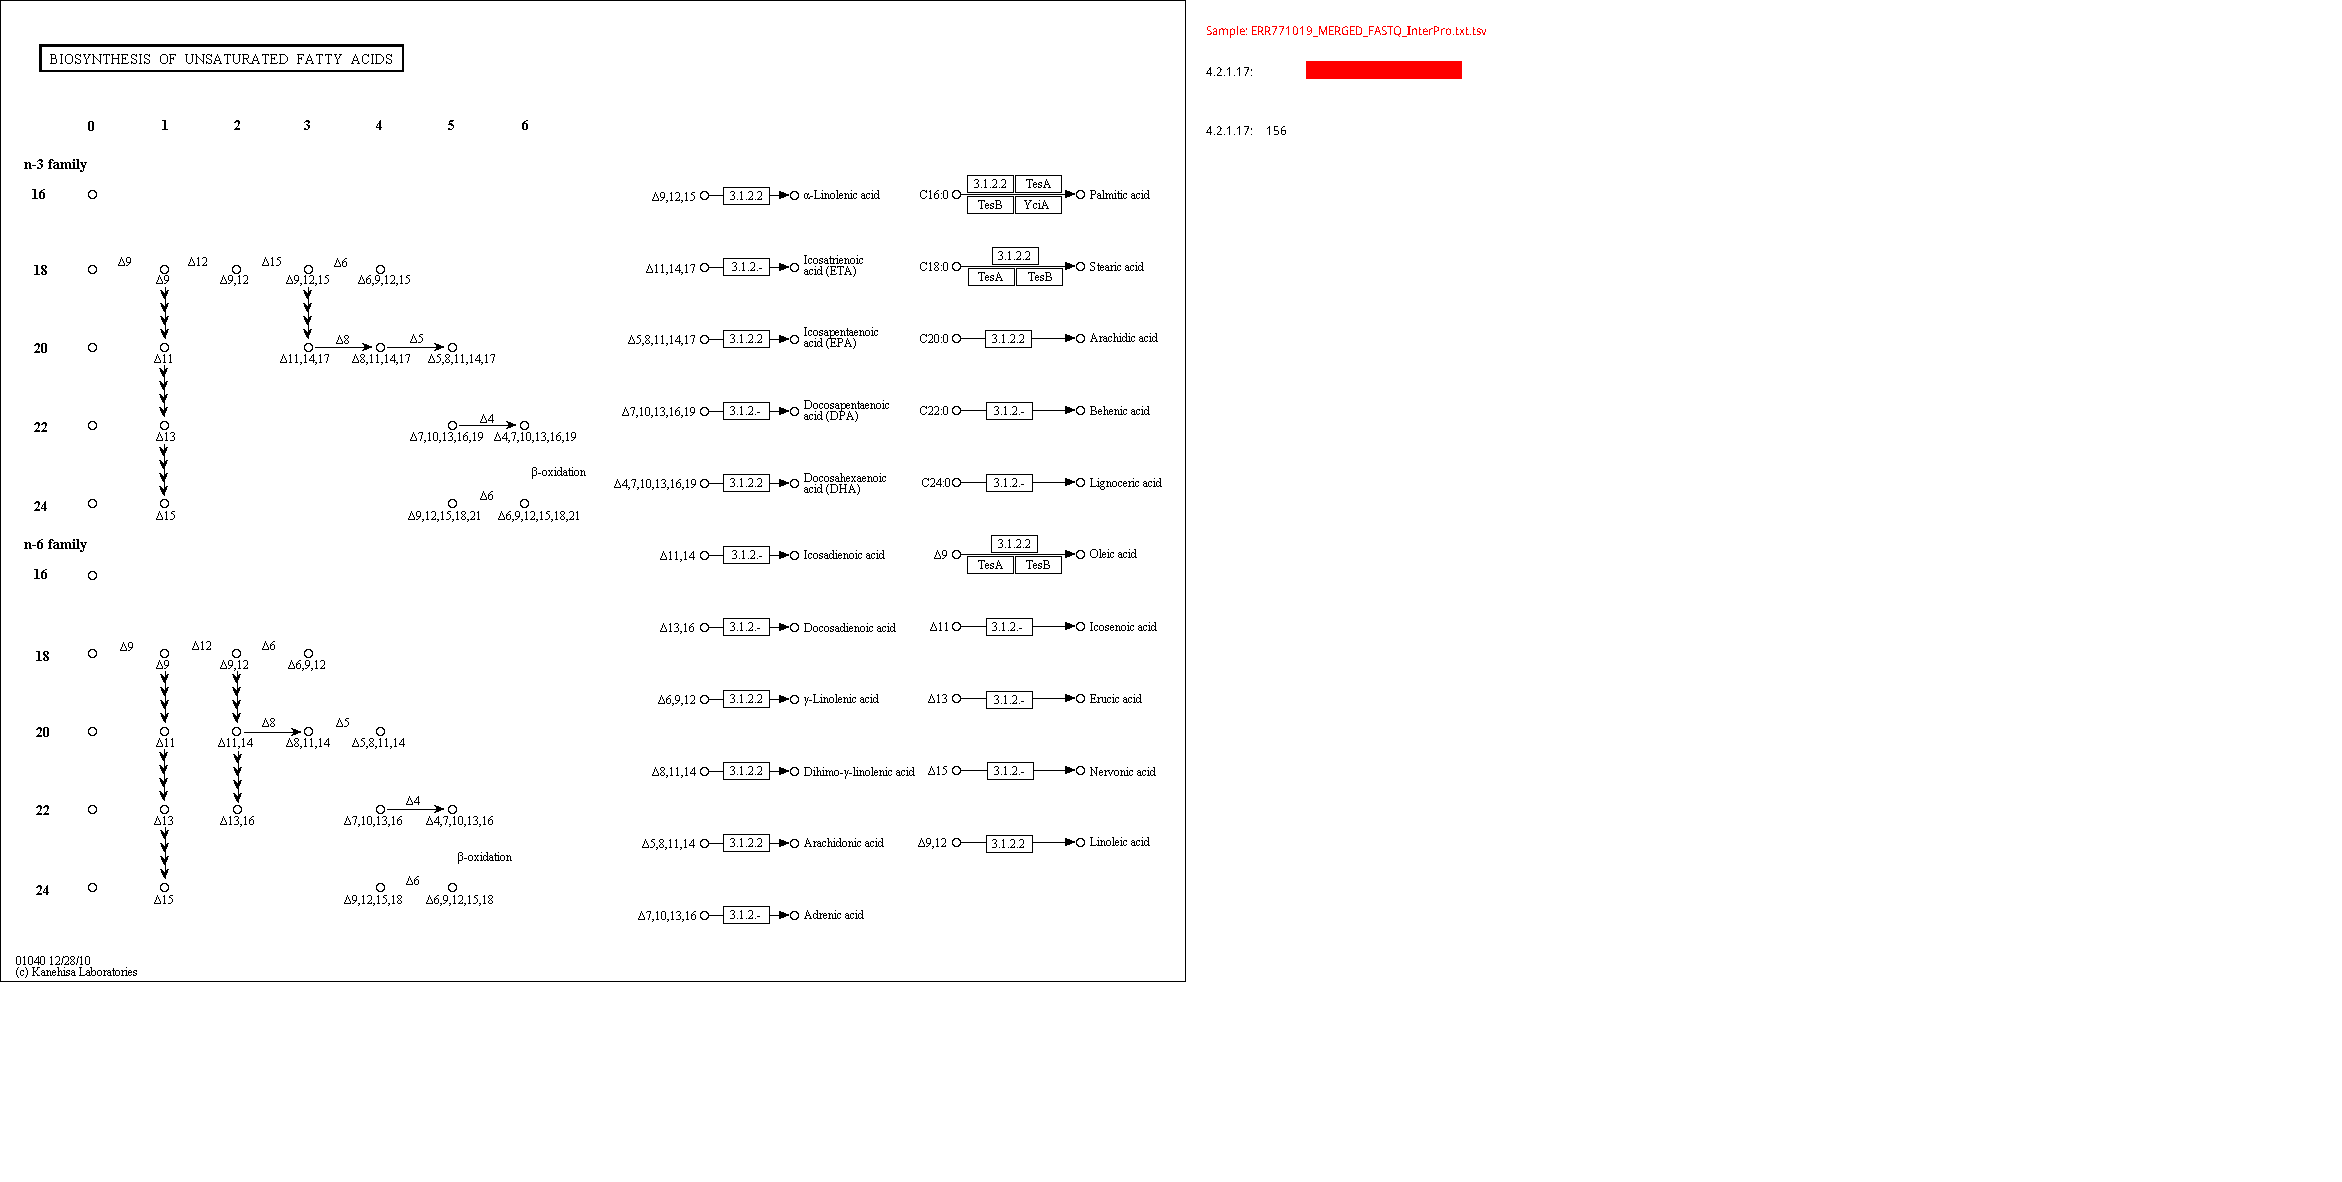 BIOSYNTHESIS OF UNSATURATED FATTY ACIDS
0 1 2 3 4 5 6
n-3 family
16
18 Δ9 Δ12 Δ15 Δ6
Δ9 Δ9,12 Δ9,12,15 Δ6,9,12,15
20 Δ8 Δ5
Δ11 Δ11,14,17 Δ8,11,14,17 Δ5,8,11,14,17
22 Δ4
Δ13 Δ7,10,13,16,19 Δ4,7,10,13,16,19
β-oxidation
24 Δ6
Δ15 Δ9,12,15,18,21 Δ6,9,12,15,18,21
n-6 family
16
18 Δ9 Δ12 Δ6
Δ9 Δ9,12 Δ6,9,12
20 Δ8 Δ5
Δ11 Δ11,14 Δ8,11,14 Δ5,8,11,14
22 Δ4
Δ13 Δ13,16 Δ7,10,13,16 Δ4,7,10,13,16
β-oxidation
24 Δ6
Δ15 Δ9,12,15,18 Δ6,9,12,15,18
01040 12/28/10
(c) Kanehisa Laboratories
Δ9,12,15 3.1.2.2 α-Linolenic acid
Δ11,14,17 3.1.2.- Icosatrienoic
acid (ETA)
Δ5,8,11,14,17 3.1.2.2 Icosapentaenoic
acid (EPA)
Δ7,10,13,16,19 3.1.2.- Docosapentaenoic
acid (DPA)
Δ4,7,10,13,16,19 3.1.2.2 Docosahexaenoic
acid (DHA)
Δ11,14 3.1.2.- Icosadienoic acid
Δ13,16 3.1.2.- Docosadienoic acid
Δ6,9,12 3.1.2.2 γ-Linolenic acid
Δ8,11,14 3.1.2.2 Dihimo-γ-linolenic acid
Δ5,8,11,14 3.1.2.2 Arachidonic acid
Δ7,10,13,16 3.1.2.- Adrenic acid
3.1.2.2 TesA
C16:0 Palmitic acid
TesB YciA
3.1.2.2
C18:0 Stearic acid
TesA TesB
C20:0 3.1.2.2 Arachidic acid
C22:0 3.1.2.- Behenic acid
C24:0 3.1.2.- Lignoceric acid
3.1.2.2
Δ9 Oleic acid
TesA TesB
Δ11 3.1.2.- Icosenoic acid
Δ13 3.1.2.- Erucic acid
Δ15 3.1.2.- Nervonic acid
Δ9,12 3.1.2.2 Linoleic acid
Sample: ERR771019_MERGED_FASTQ_InterPro.txt.tsv
4.2.1.17:
4.2.1.17: 156